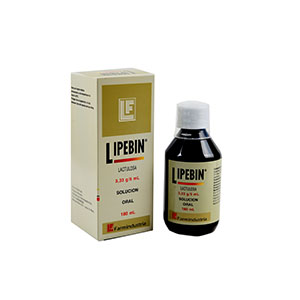 LF
LIPEBIN®
LACTULOSA
3.33 g/5 mL
SOLUCION
ORAL
180 mL
Farmindustria
LIPEBIN®
LACTULOSA
3.33 g/5 mL
SOLUCION
ORAL
180 mL
Farmindustria